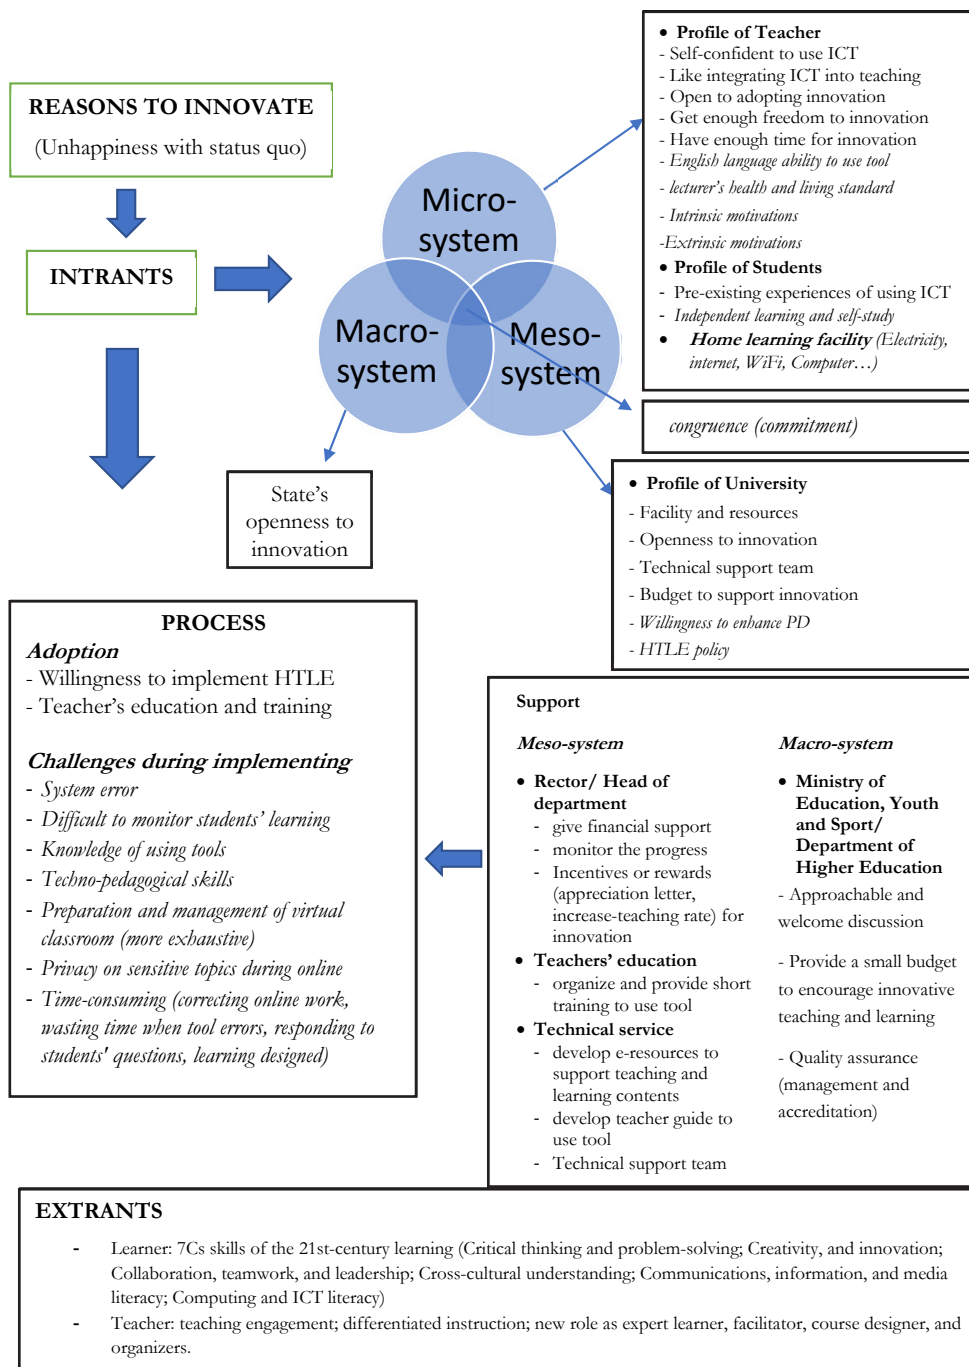 REASONS TO INNOVATE
(Unhappiness with status quo)
INTRANTS
Micro-
system
Macro-
system
Meso-
system
State's
openness to
innovation
• Profile of Teacher
- Self-confident to use ICT
- Like integrating ICT into teaching
- Open to adopting innovation
- Get enough freedom to innovation
- Have enough time for innovation
- English language ability to use tool
- lecturer's health and living standard
- Intrinsic motivations
-Extrinsic motivations
• Profile of Students
- Pre-existing experiences of using ICT
- Independent learning and self-study
• Home learning facility (Electricity,
internet, WiFi, Computer…)
congruence (commitment)
• Profile of University
- Facility and resources
- Openness to innovation
- Technical support team
- Budget to support innovation
- Willingness to enhance PD
- HTLE policy
PROCESS
Adoption
- Willingness to implement HTLE
- Teacher's education and training
Challenges during implementing
- System error
- Difficult to monitor students' learning
- Knowledge of using tools
- Techno-pedagogical skills
- Preparation and management of virtual
classroom (more exhaustive)
- Privacy on sensitive topics during online
- Time-consuming (correcting online work,
wasting time when tool errors, responding to
students' questions, learning designed)
Support
Meso-system
• Rector/ Head of
department
- give financial support
- monitor the progress
- Incentives or rewards
(appreciation letter,
increase-teaching rate) for
innovation
• Teachers' education
- organize and provide short
training to use tool
• Technical service
- develop e-resources to
support teaching and
learning contents
- develop teacher guide to
use tool
- Technical support team
Macro-system
• Ministry of
Education, Youth
and Sport/
Department of
Higher Education
- Approachable and
welcome discussion
- Provide a small budget
to encourage innovative
teaching and learning
- Quality assurance
(management and
accreditation)
EXTRANTS
- Learner: 7Cs skills of the 21st-century learning (Critical thinking and problem-solving; Creativity, and innovation;
Collaboration, teamwork, and leadership; Cross-cultural understanding; Communications, information, and media
literacy; Computing and ICT literacy)
- Teacher: teaching engagement; differentiated instruction; new role as expert learner, facilitator, course designer, and
organizers.